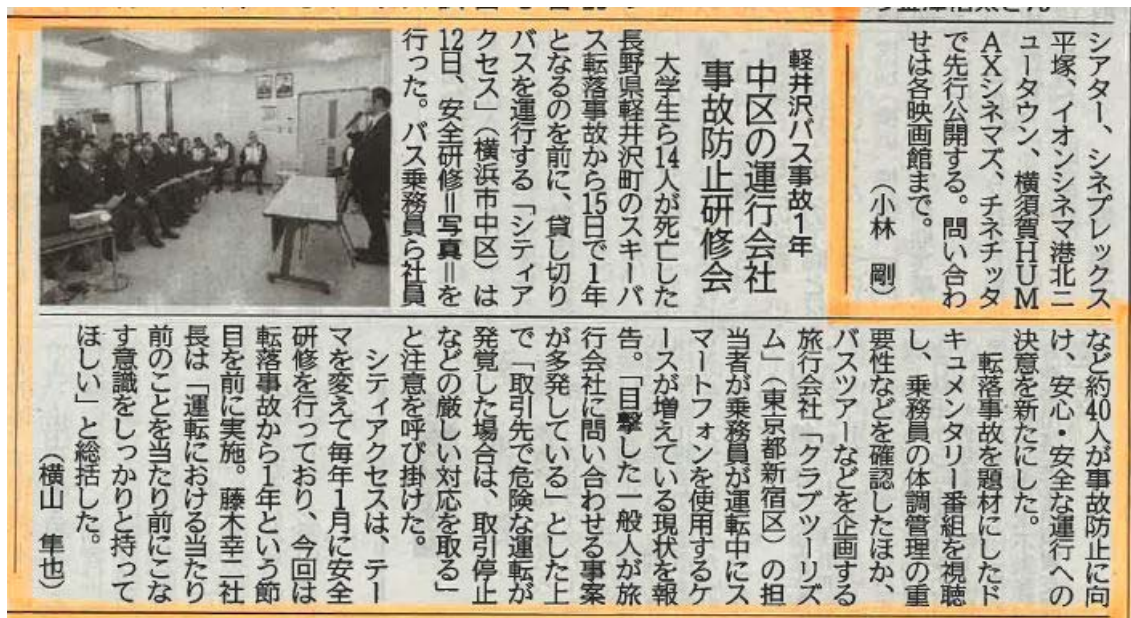 シアター、シネプレックス
平塚、イオンシネマ港北ニ
ュータウン、横須賀HUM
AXシネマズ、チネチッタ
で先行公開する。問い合わ
せは各映画館まで。
(小林 剛)
軽井沢バス事故1年
中区の運行会社
事故防止研修会
大学生ら14人が死亡した
長野県軽井沢町のスキーバ
ス転落事故から15日で1年
となるのを前に、貸し切り
バスを運行する「シティア
クセス」(横浜市中区)は
12日、安全研修=写真=を
行った。バス乗務員ら社員
など約40人が事故防止に向
け、安心・安全な運行への
決意を新たにした。
転落事故を題材にしたド
キュメンタリー番組を視聴
し、乗務員の体調管理の重
要性などを確認したほか、
バスツアーなどを企画する
旅行会社「クラブツーリズ
ム」(東京都新宿区)の担
当者が乗務員が運転中にス
マートフォンを使用するケ
ースが増えている現状を報
告。「目撃した一般人が旅
行会社に問い合わせる事案
が多発している」とした上
で「取引先で危険な運転が
発覚した場合は、取引停止
などの厳しい対応を取る」
と注意を呼び掛けた。
シティアクセスは、テー
マを変えて毎年1月に安全
研修を行っており、今回は
転落事故から1年という節
目を前に実施。藤木幸二社
長は「運転における当たり
前のことを当たり前にこな
す意識をしっかりと持って
ほしい」と総括した。
(横山 隼也)